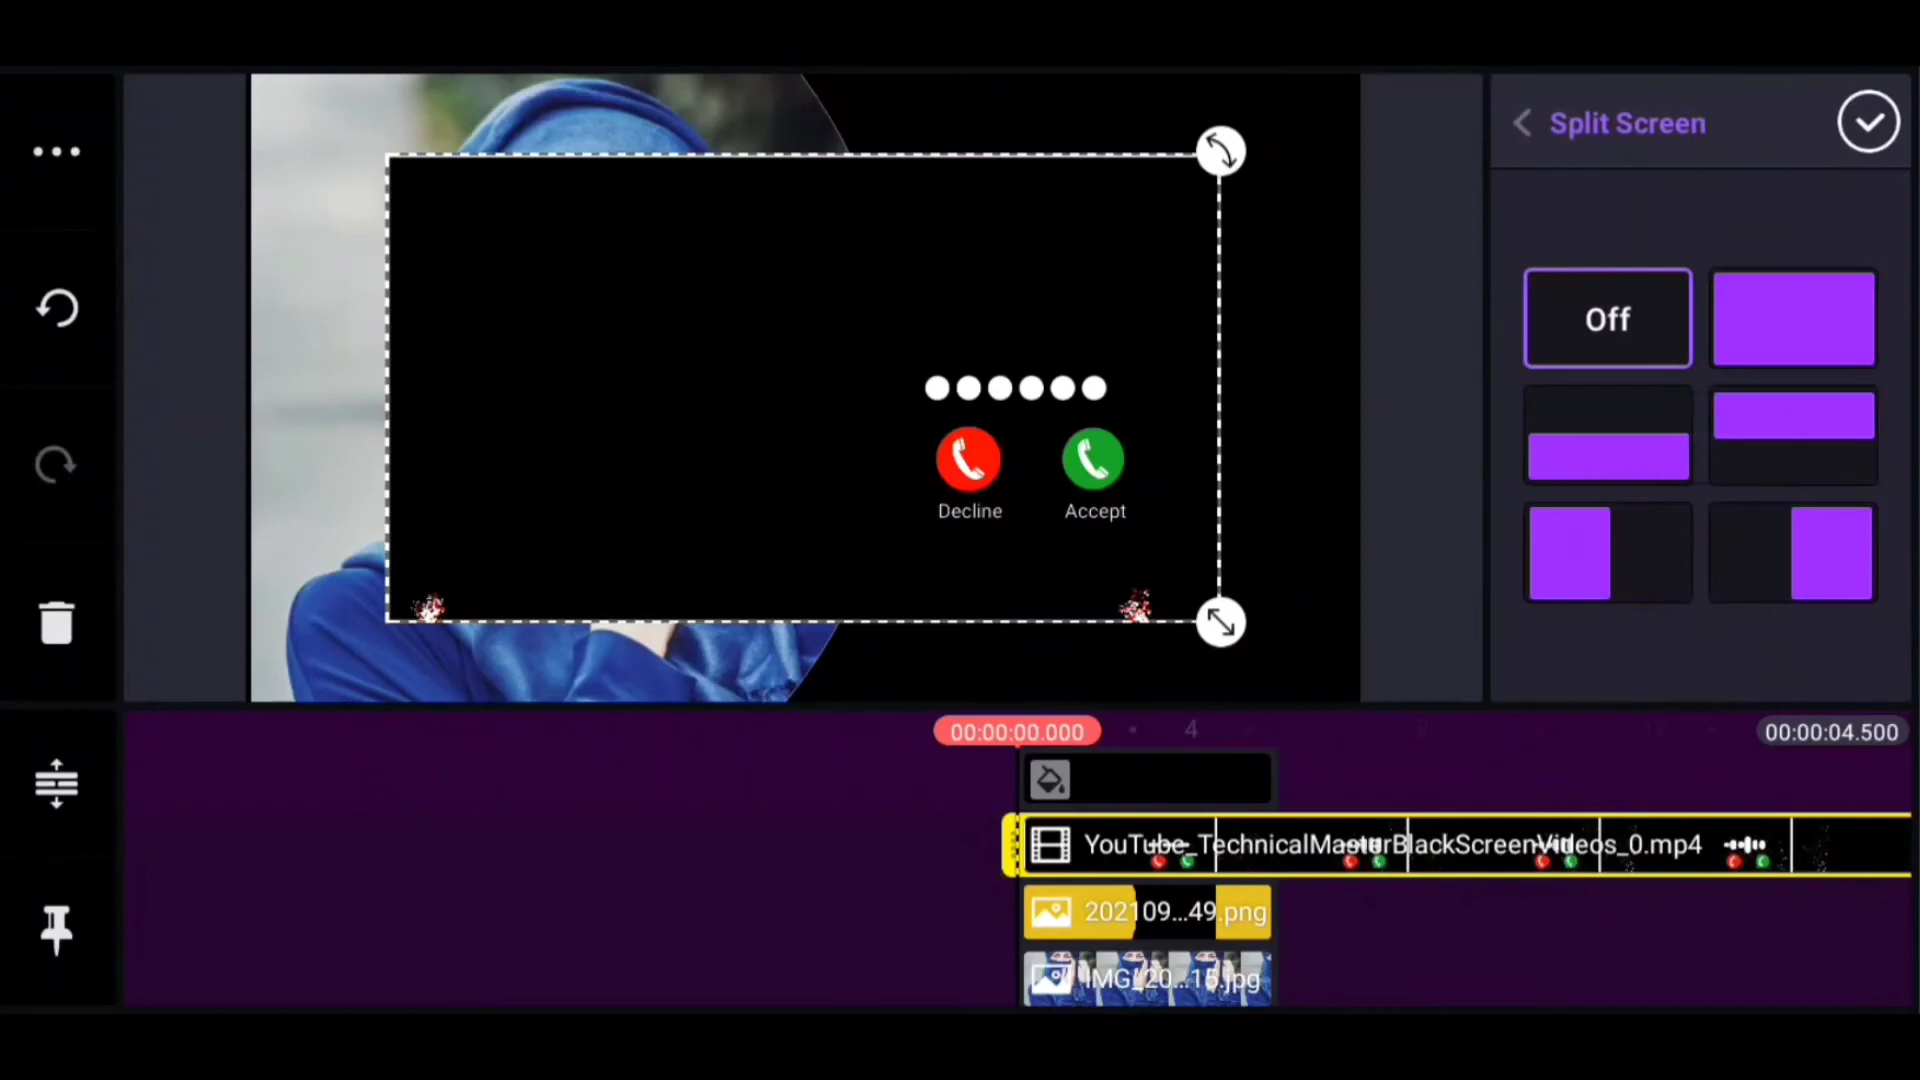 Split Screen
Off
Decline
Accept
00:00:00.000
4
00:00:04.500
YouTube_TechnicalMasterBlackScreenVideos_0.mp4
202109...49.png
IMG_20...15.jpg